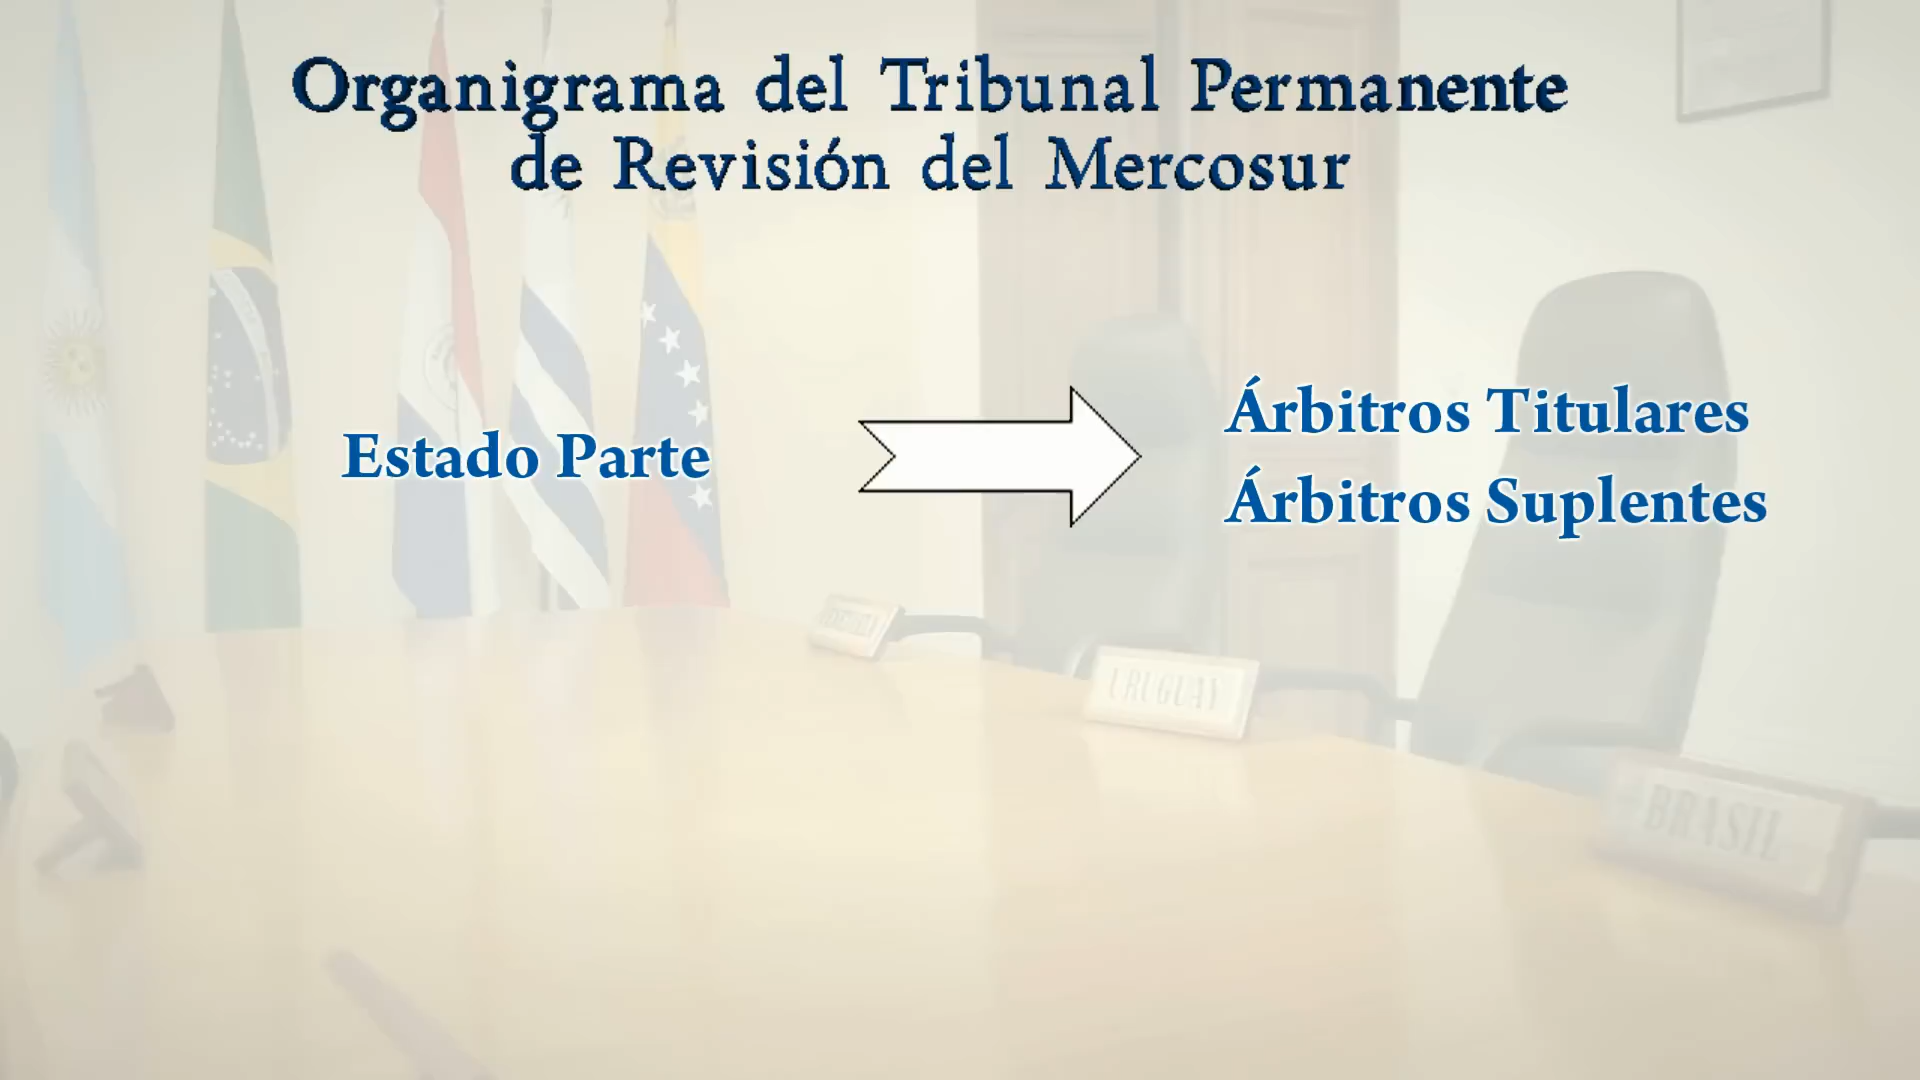 Organigrama del Tribunal Permanente
de Revisión del Mercosur
Estado Parte
Árbitros Titulares
Árbitros Suplentes
URUGUAY
BRASIL